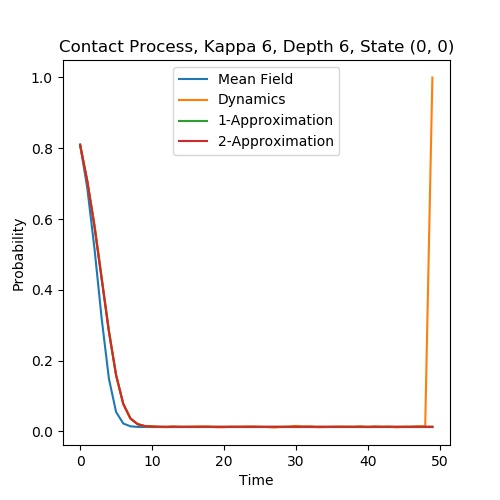 Contact Process, Kappa 6, Depth 6, State (0, 0)
Mean Field
Dynamics
1-Approximation
2-Approximation
Probability
1.0
0.8
0.6
0.4
0.2
0.0
0 10 20 30 40 50
Time